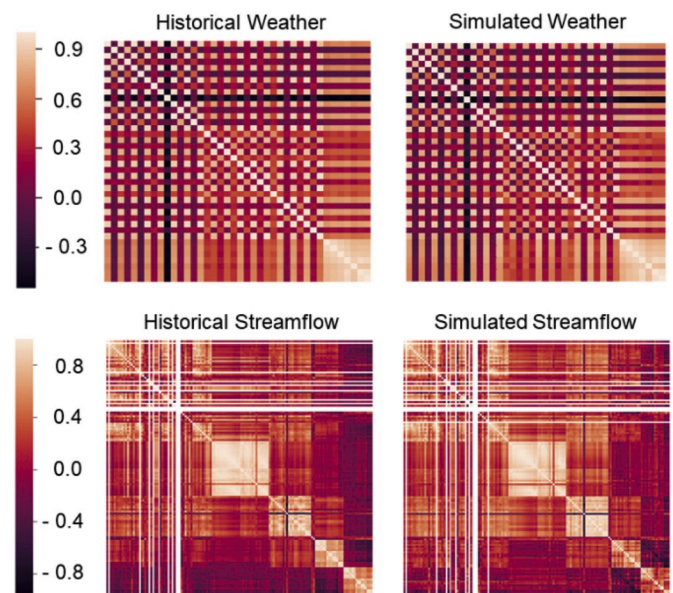 Historical Weather
Simulated Weather
0.9
0.6
0.3
0.0
- 0.3
Historical Streamflow
Simulated Streamflow
0.8
0.4
0.0
- 0.4
- 0.8